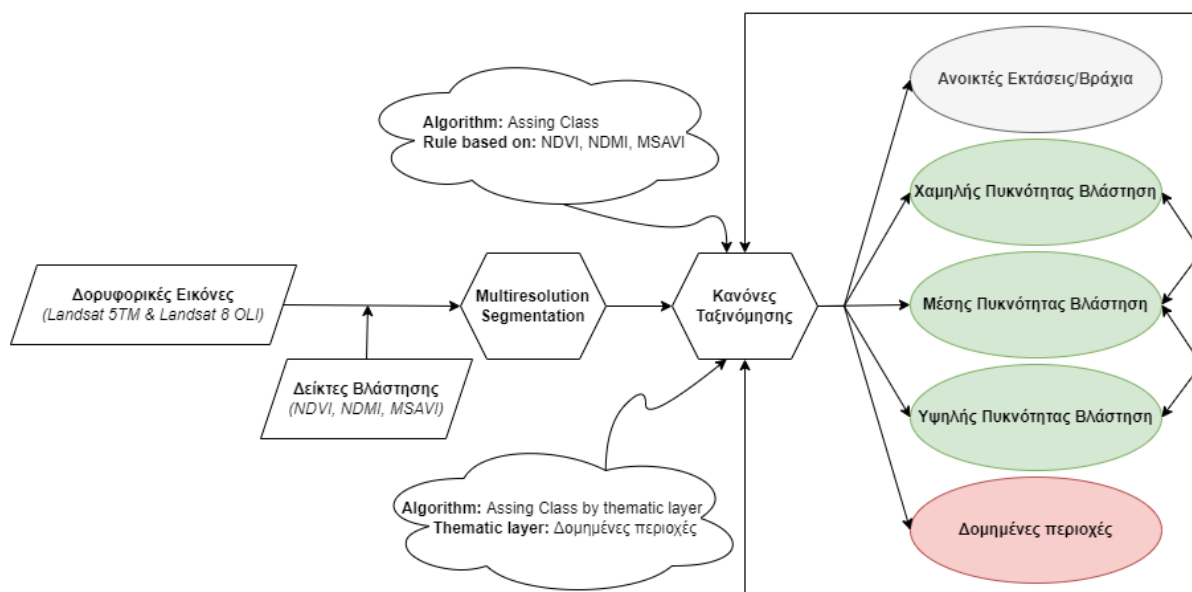 Ανοικτές Εκτάσεις/Βράχια
Algorithm: Assing Class
Rule based on: NDVI, NDMI, MSAVI
Χαμηλής Πυκνότητας Βλάστηση
Δορυφορικές Εικόνες
(Landsat 5TM & Landsat 8 OLI)
Multiresolution
Segmentation
Κανόνες
Ταξινόμησης
Μέσης Πυκνότητας Βλάστηση
Δείκτες Βλάστησης
(NDVI, NDMI, MSAVI)
Υψηλής Πυκνότητας Βλάστηση
Algorithm: Assing Class by thematic layer
Thematic layer: Δομημένες περιοχές
Δομημένες περιοχές